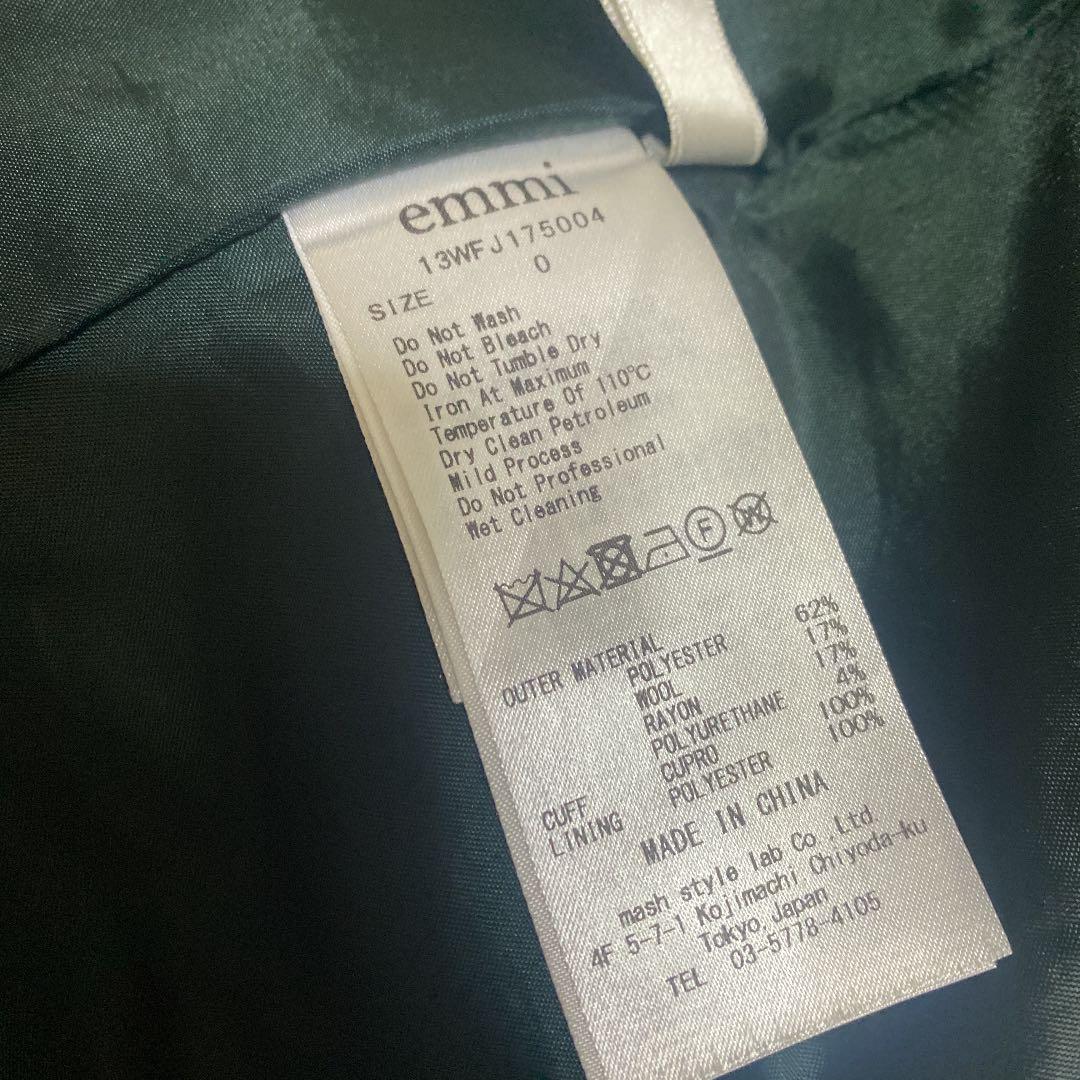 emmi
13WFJ175004
SIZE 0
Do Not Wash
Do Not Bleach
Do Not Tumble Dry
Iron At Maximum
Temperature Of 110℃
Dry Clean Petroleum
Mild Process
Do Not Professional
Wet Cleaning
F W
OUTER MATERIAL
POLYESTER 62%
WOOL 17%
RAYON 17%
POLYURETHANE 4%
CUFF CUPRO 100%
LINING POLYESTER 100%
MADE IN CHINA
mash style lab Co.,Ltd.
4F 5-7-1 Kojimachi Chiyoda-ku
Tokyo,Japan
TEL 03-5778-4105